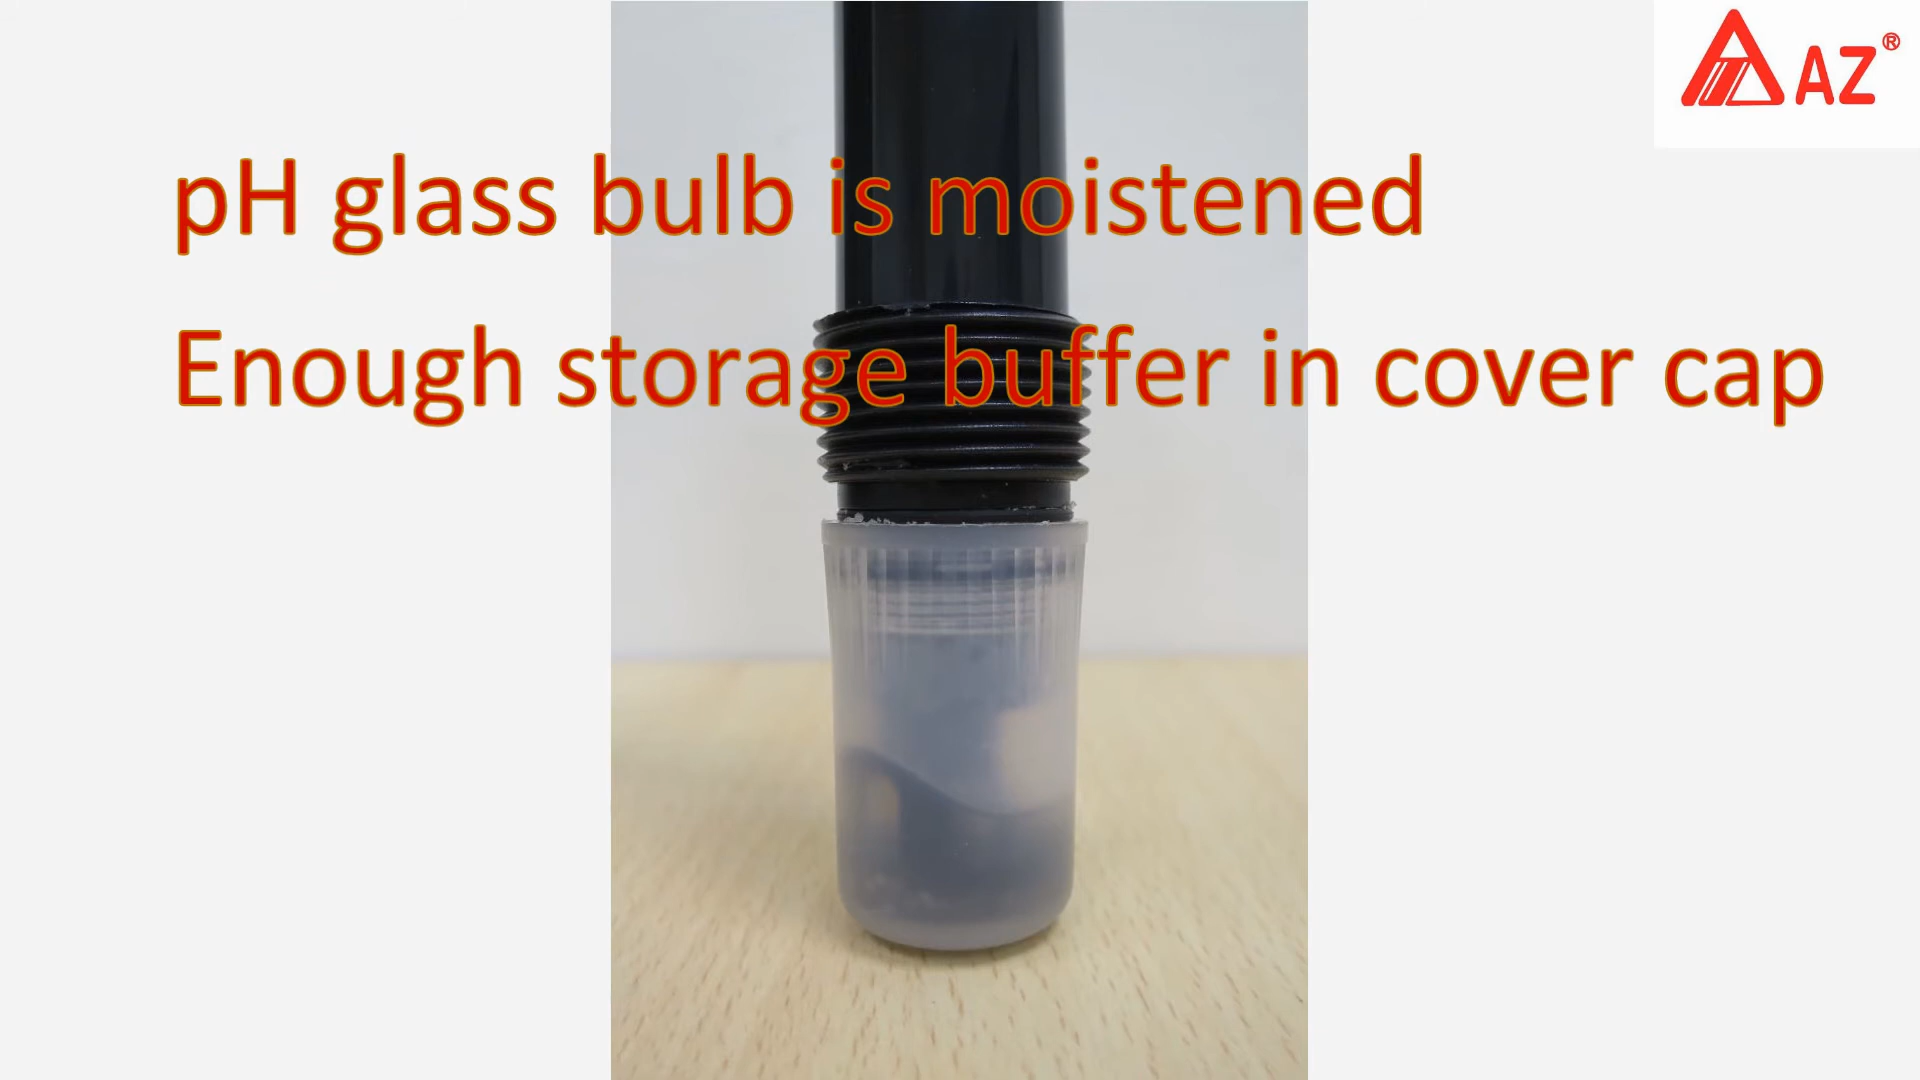 AZ®
pH glass bulb is moistened
Enough storage buffer in cover cap